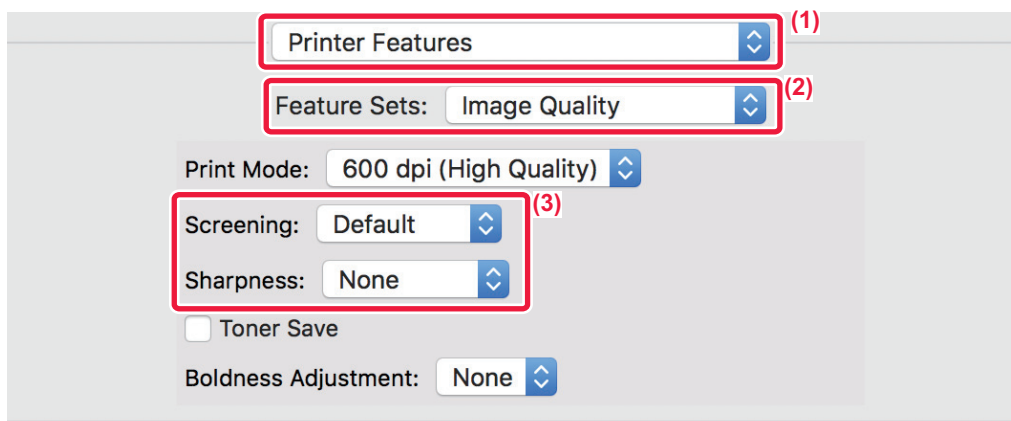 Printer Features (1)
Feature Sets: Image Quality (2)
Print Mode: 600 dpi (High Quality)
Screening: Default (3)
Sharpness: None
Toner Save
Boldness Adjustment: None